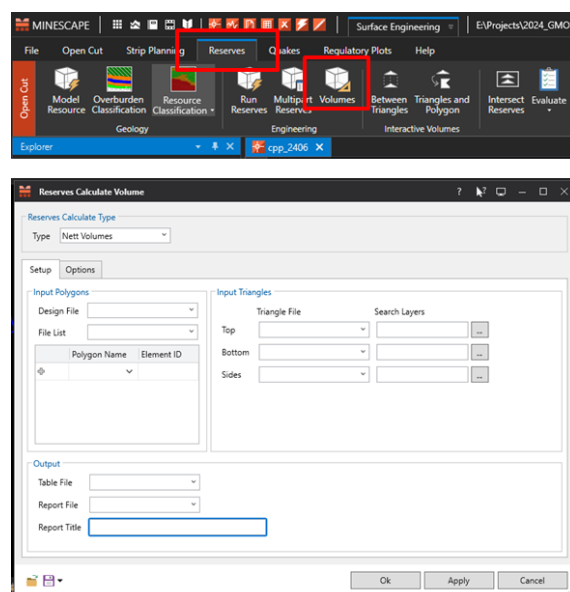 MINESCAPE
Surface Engineering
E:\Projects\2024_GMO
File Open Cut Strip Planning Reserves Quakes Regulatory Plots Help
Open Cut
Model Resource
Overburden Classification
Resource Classification
Run Reserves
Multipart Reserves
Volumes
Between Triangles
Triangles and Polygon
Intersect Reserves
Evaluate
Geology Engineering Interactive Volumes
Explorer
cpp_2406
Reserves Calculate Volume
Reserves Calculate Type
Type Nett Volumes
Setup Options
Input Polygons
Design File
File List
Polygon Name Element ID
Input Triangles
Triangle File Search Layers
Top ...
Bottom ...
Sides ...
Output
Table File
Report File
Report Title
Ok Apply Cancel